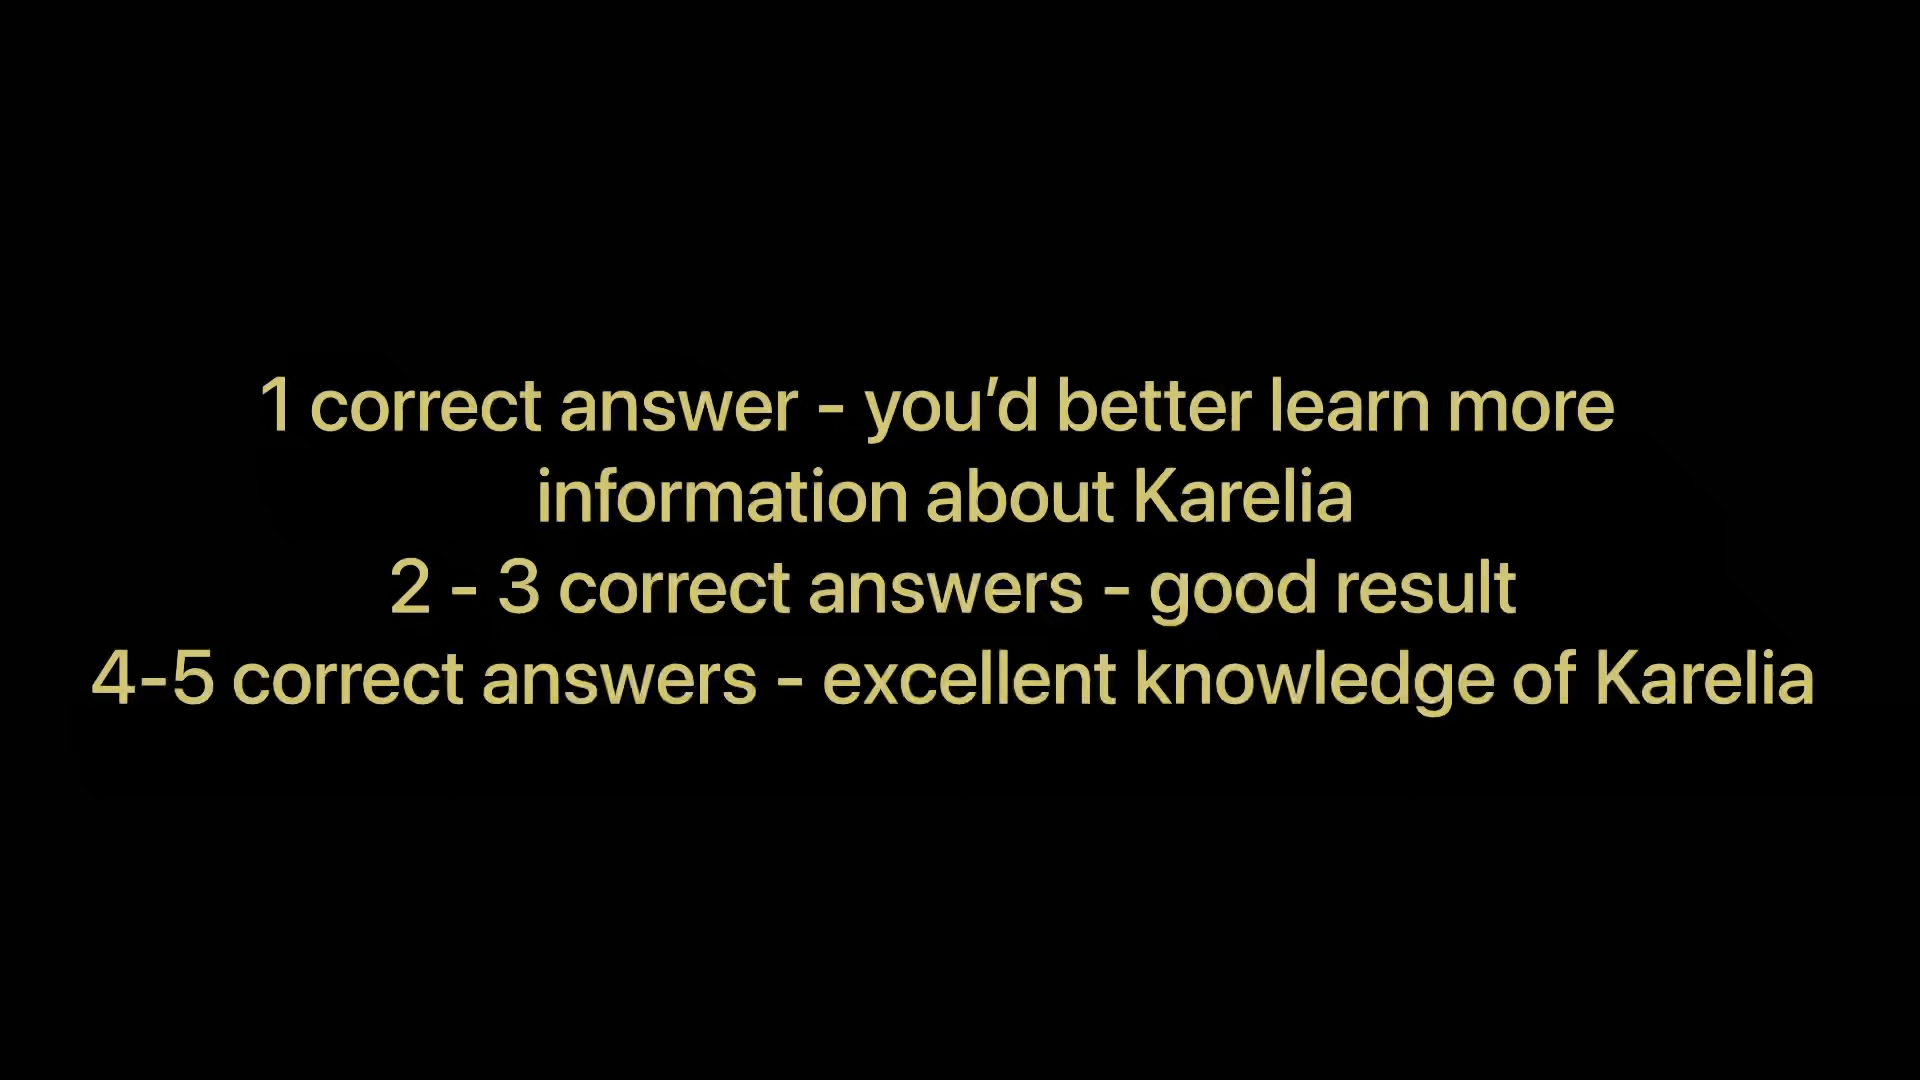 1 correct answer - you’d better learn more
information about Karelia
2 - 3 correct answers - good result
4-5 correct answers - excellent knowledge of Karelia